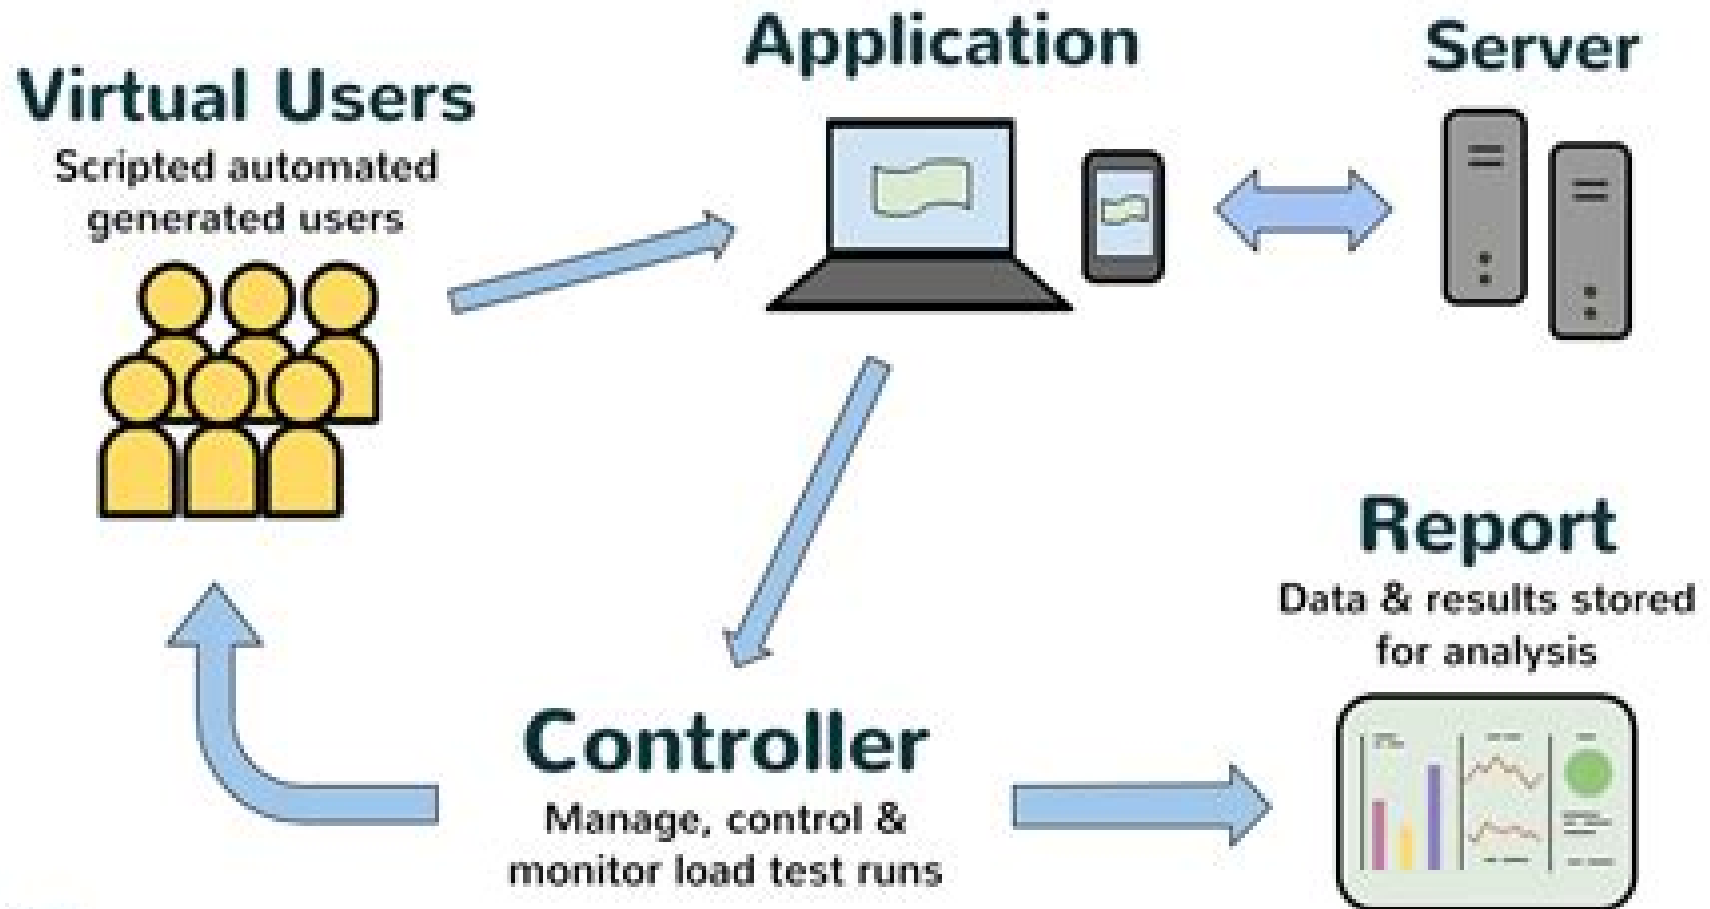 Virtual Users
Scripted automated
generated users
Application
Server
Controller
Manage, control &
monitor load test runs
Report
Data & results stored
for analysis